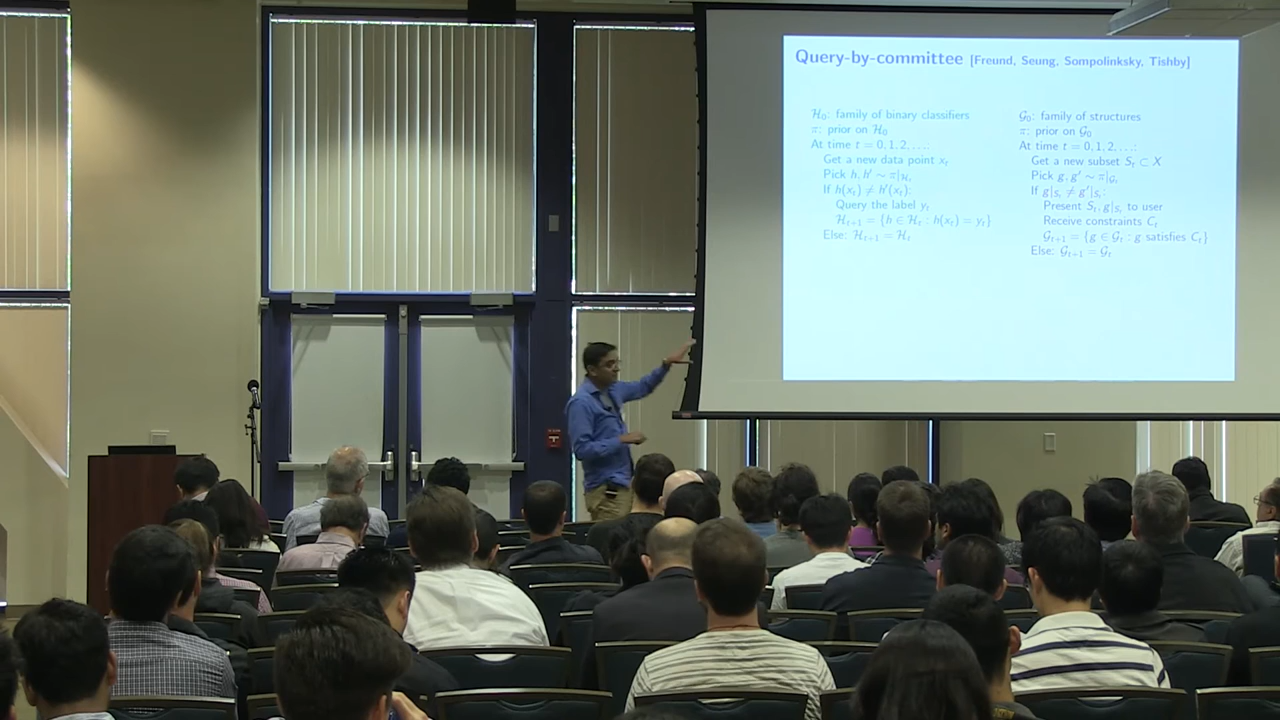 Query-by-committee [Freund, Seung, Sompolinksky, Tishby]
ℋ₀: family of binary classifiers
π: prior on ℋ₀
At time t = 0, 1, 2, . . .:
Get a new data point xₜ
Pick h, h′ ∼ π|ℋₜ
If h(xₜ) ≠ h′(xₜ):
Query the label yₜ
ℋₜ₊₁ = {h ∈ ℋₜ : h(xₜ) = yₜ}
Else: ℋₜ₊₁ = ℋₜ
𝒢₀: family of structures
π: prior on 𝒢₀
At time t = 0, 1, 2, . . .:
Get a new subset Sₜ ⊂ X
Pick g, g′ ∼ π|𝒢ₜ
If g|Sₜ ≠ g′|Sₜ:
Present Sₜ, g|Sₜ to user
Receive constraints Cₜ
𝒢ₜ₊₁ = {g ∈ 𝒢ₜ : g satisfies Cₜ}
Else: 𝒢ₜ₊₁ = 𝒢ₜ